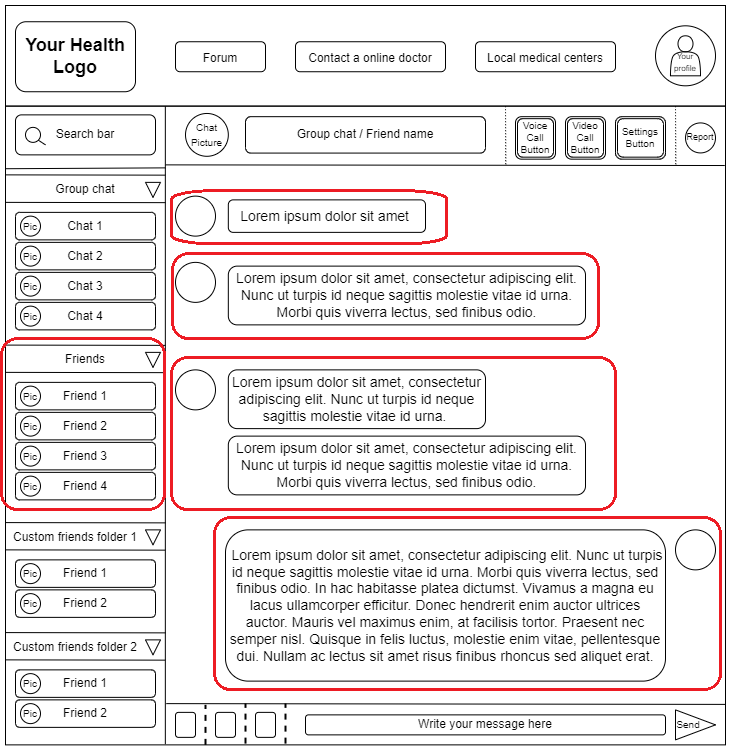 Your Health
Logo
Forum
Contact a online doctor
Local medical centers
Your
profile
Search bar
Chat
Picture
Group chat / Friend name
Voice
Call
Button
Video
Call
Button
Settings
Button
Report
Group chat
Pic Chat 1
Pic Chat 2
Pic Chat 3
Pic Chat 4
Friends
Pic Friend 1
Pic Friend 2
Pic Friend 3
Pic Friend 4
Custom friends folder 1
Pic Friend 1
Pic Friend 2
Custom friends folder 2
Pic Friend 1
Pic Friend 2
Lorem ipsum dolor sit amet
Lorem ipsum dolor sit amet, consectetur adipiscing elit.
Nunc ut turpis id neque sagittis molestie vitae id urna.
Morbi quis viverra lectus, sed finibus odio.
Lorem ipsum dolor sit amet, consectetur
adipiscing elit. Nunc ut turpis id neque
sagittis molestie vitae id urna.
Lorem ipsum dolor sit amet, consectetur adipiscing elit.
Nunc ut turpis id neque sagittis molestie vitae id urna.
Morbi quis viverra lectus, sed finibus odio.
Lorem ipsum dolor sit amet, consectetur adipiscing elit. Nunc ut turpis
id neque sagittis molestie vitae id urna. Morbi quis viverra lectus, sed
finibus odio. In hac habitasse platea dictumst. Vivamus a magna eu
lacus ullamcorper efficitur. Donec hendrerit enim auctor ultrices
auctor. Mauris vel maximus enim, at facilisis tortor. Praesent nec
semper nisl. Quisque in felis luctus, molestie enim vitae, pellentesque
dui. Nullam ac lectus sit amet risus finibus rhoncus sed aliquet erat.
Write your message here
Send